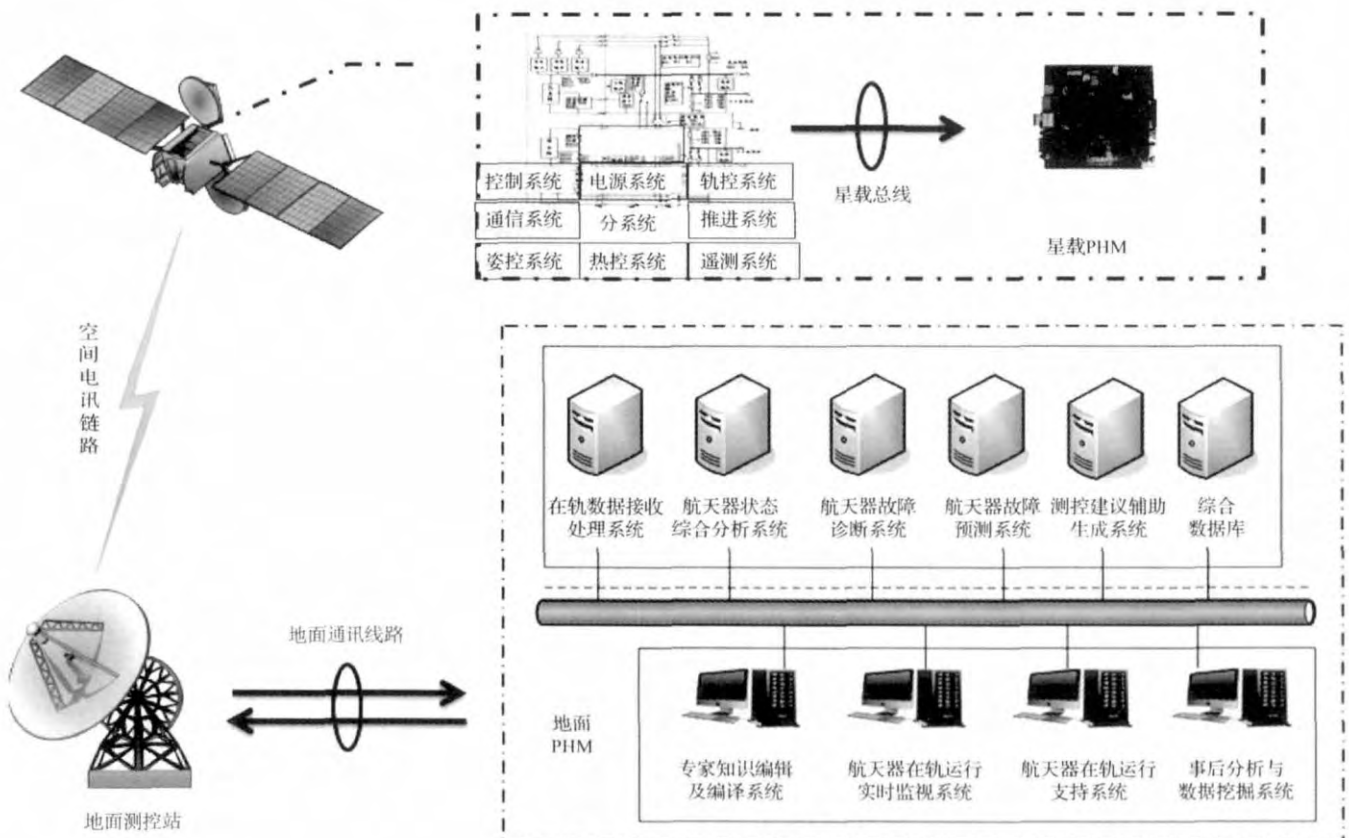 控制系统 电源系统 轨控系统
通信系统 分系统 推进系统
姿控系统 热控系统 遥测系统
星载总线
星载PHM
空间电讯链路
在轨数据接收
处理系统
航天器状态
综合分析系统
航天器故障
诊断系统
航天器故障
预测系统
测控建议辅助
生成系统
综合
数据库
地面通讯线路
地面
PHM
专家知识编辑
及编译系统
航天器在轨运行
实时监视系统
航天器在轨运行
支持系统
事后分析与
数据挖掘系统
地面测控站